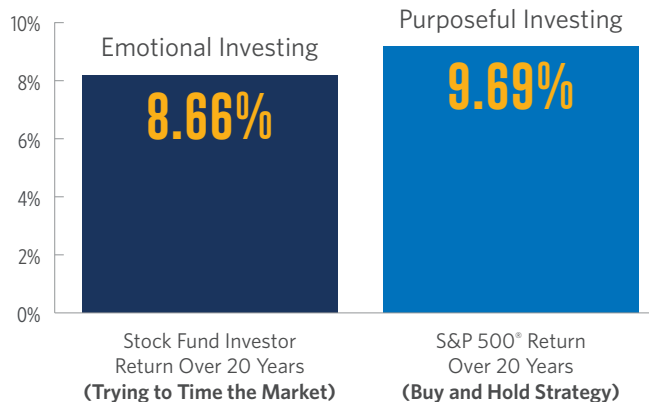 10%
8%
6%
4%
2%
0%
Emotional Investing
8.66%
Purposeful Investing
9.69%
Stock Fund Investor
Return Over 20 Years
(Trying to Time the Market)
S&P 500® Return
Over 20 Years
(Buy and Hold Strategy)